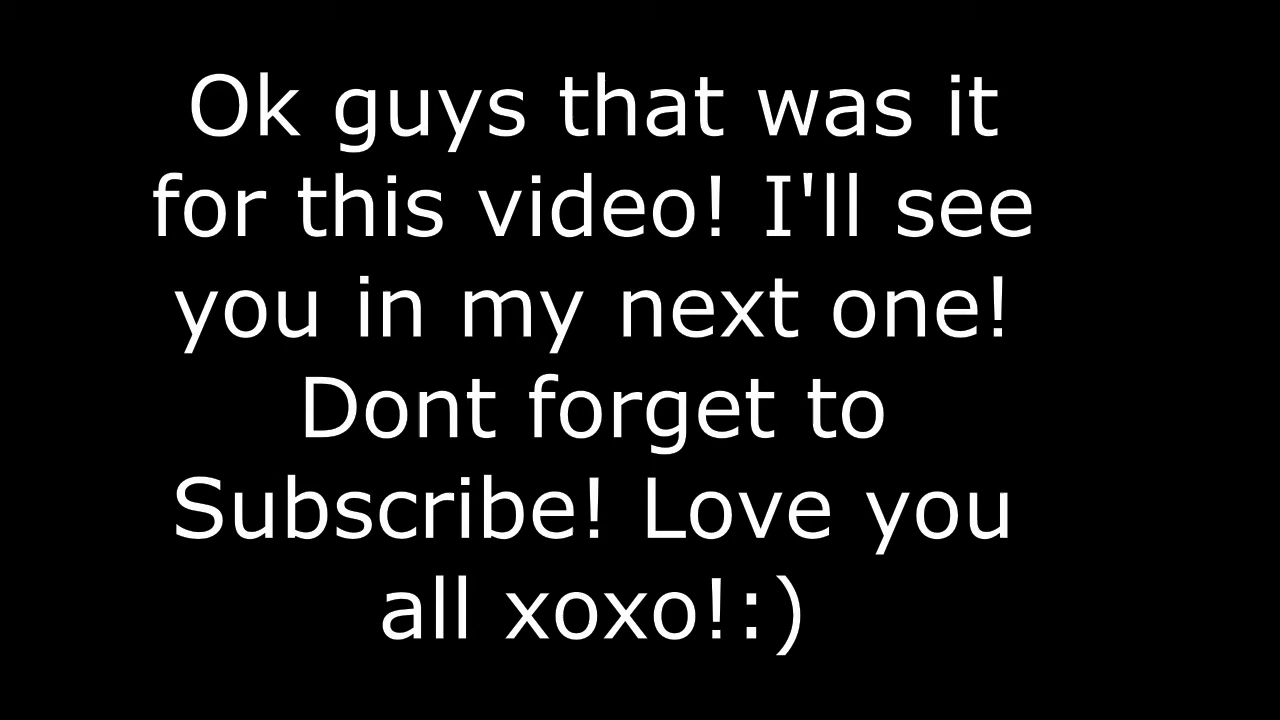 Ok guys that was it
for this video! I'll see
you in my next one!
Dont forget to
Subscribe! Love you
all xoxo!:)